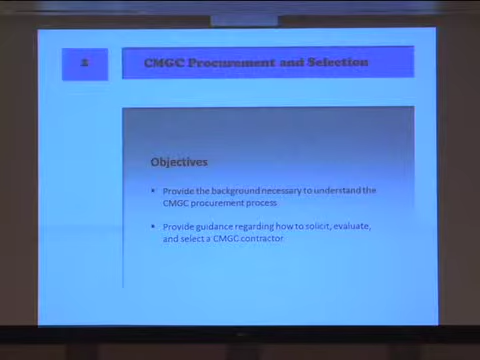 CMGC Procurement and Selection
Objectives
▪ Provide the background necessary to understand the
CMGC procurement process
▪ Provide guidance regarding how to solicit, evaluate,
and select a CMGC contractor